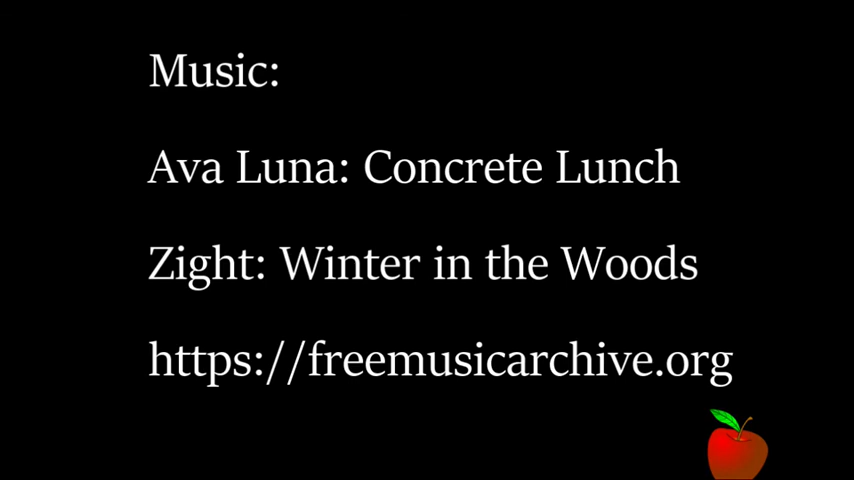 Music:
Ava Luna: Concrete Lunch
Zight: Winter in the Woods
https://freemusicarchive.org